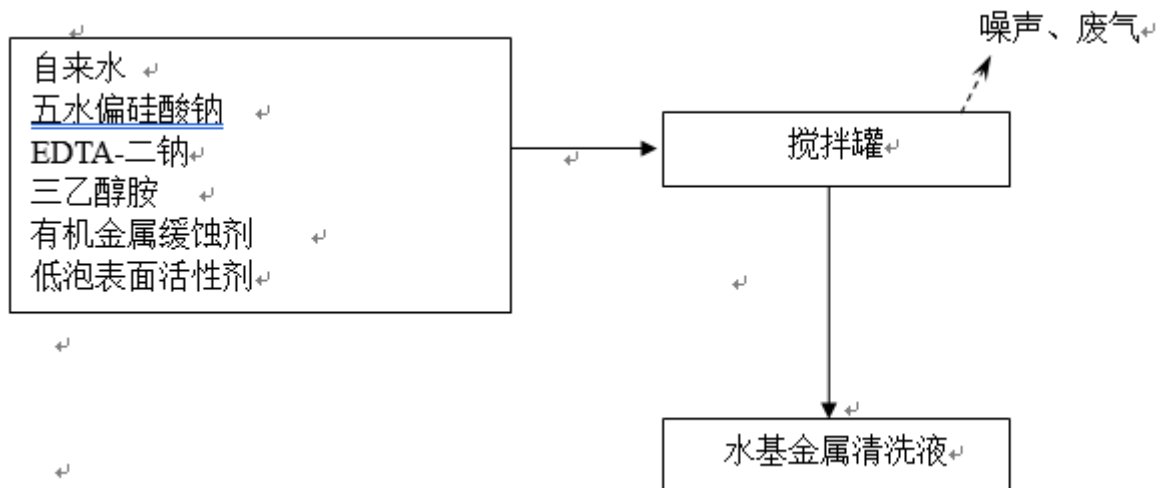 噪声、废气
自来水
五水偏硅酸钠
EDTA-二钠
三乙醇胺
有机金属缓蚀剂
低泡表面活性剂
搅拌罐
水基金属清洗液